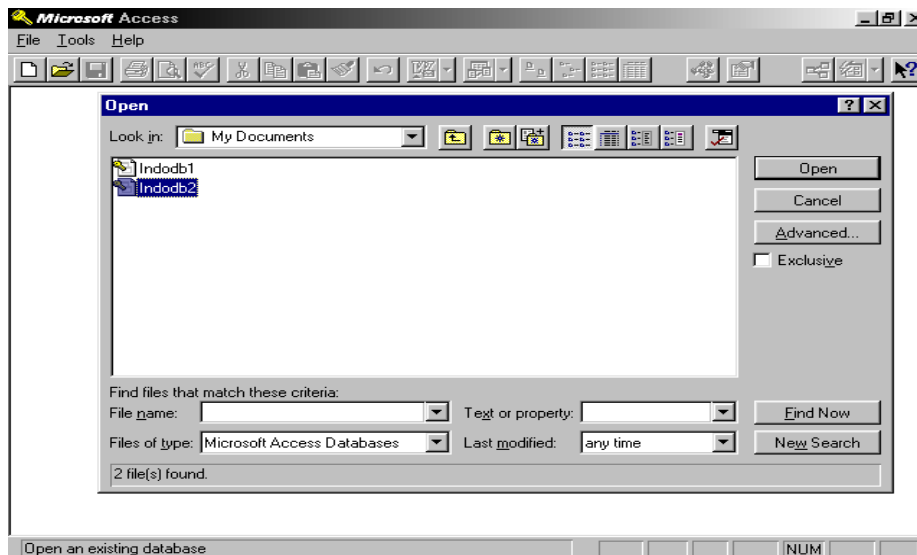 Microsoft Access
File Tools Help
Open
Look in: My Documents
Indodb1
Indodb2
Open
Cancel
Advanced...
Exclusive
Find files that match these criteria:
File name: Text or property: Find Now
Files of type: Microsoft Access Databases Last modified: any time New Search
2 file(s) found.
Open an existing database NUM